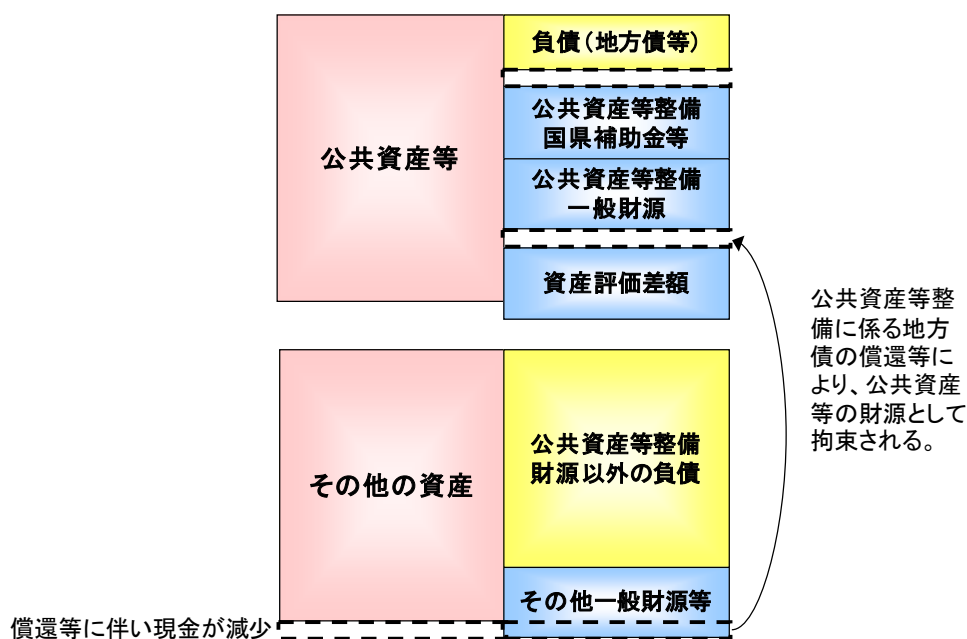 負債(地方債等)
公共資産等
公共資産等整備
国県補助金等
公共資産等整備
一般財源
資産評価差額
公共資産等整
備に係る地方
債の償還等に
より、公共資産
等の財源として
拘束される。
その他の資産
公共資産等整備
財源以外の負債
その他一般財源等
償還等に伴い現金が減少